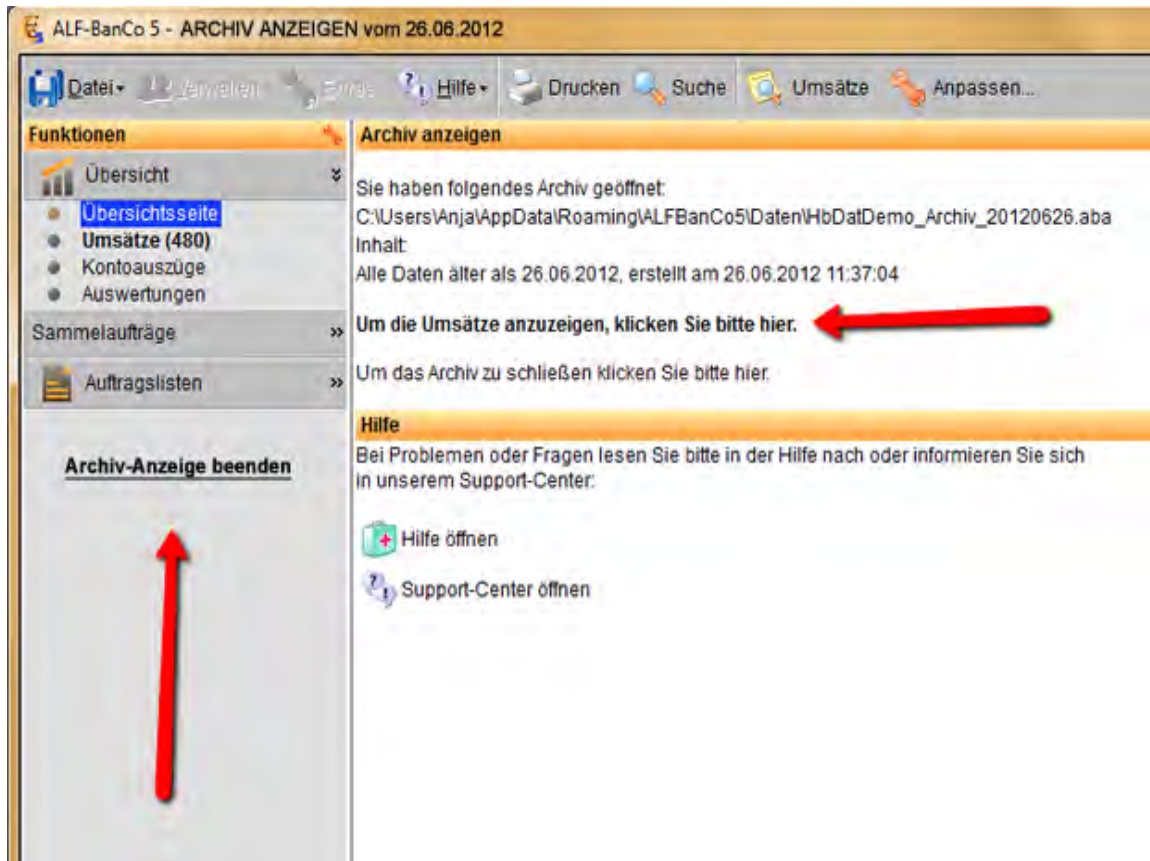 ALF-BanCo 5 - ARCHIV ANZEIGEN vom 26.06.2012
Datei Verwalten Extras Hilfe Drucken Suche Umsätze Anpassen...
Funktionen
Übersicht
Übersichtsseite
Umsätze (480)
Kontoauszüge
Auswertungen
Sammelaufträge
Auftragslisten
Archiv-Anzeige beenden
Archiv anzeigen
Sie haben folgendes Archiv geöffnet:
C:\Users\Anja\AppData\Roaming\ALFBanCo5\Daten\HbDatDemo_Archiv_20120626.aba
Inhalt:
Alle Daten älter als 26.06.2012, erstellt am 26.06.2012 11:37:04
Um die Umsätze anzuzeigen, klicken Sie bitte hier.
Um das Archiv zu schließen klicken Sie bitte hier.
Hilfe
Bei Problemen oder Fragen lesen Sie bitte in der Hilfe nach oder informieren Sie sich
in unserem Support-Center:
Hilfe öffnen
Support-Center öffnen